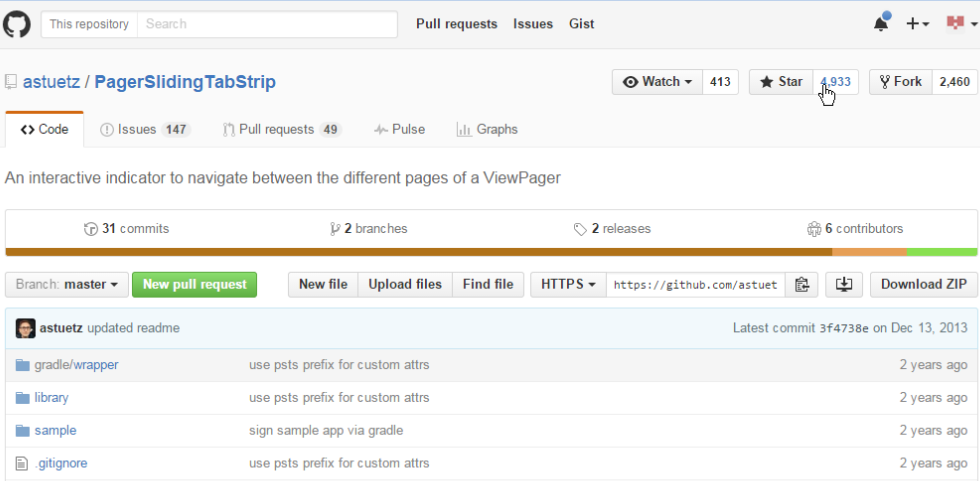 This repository Search Pull requests Issues Gist
astuetz / PagerSlidingTabStrip Watch 413 Star 4,933 Fork 2,460
Code Issues 147 Pull requests 49 Pulse Graphs
An interactive indicator to navigate between the different pages of a ViewPager
31 commits 2 branches 2 releases 6 contributors
Branch: master New pull request New file Upload files Find file HTTPS https://github.com/astuet Download ZIP
astuetz updated readme Latest commit 3f4738e on Dec 13, 2013
gradle/wrapper use psts prefix for custom attrs 2 years ago
library use psts prefix for custom attrs 2 years ago
sample sign sample app via gradle 2 years ago
.gitignore use psts prefix for custom attrs 2 years ago